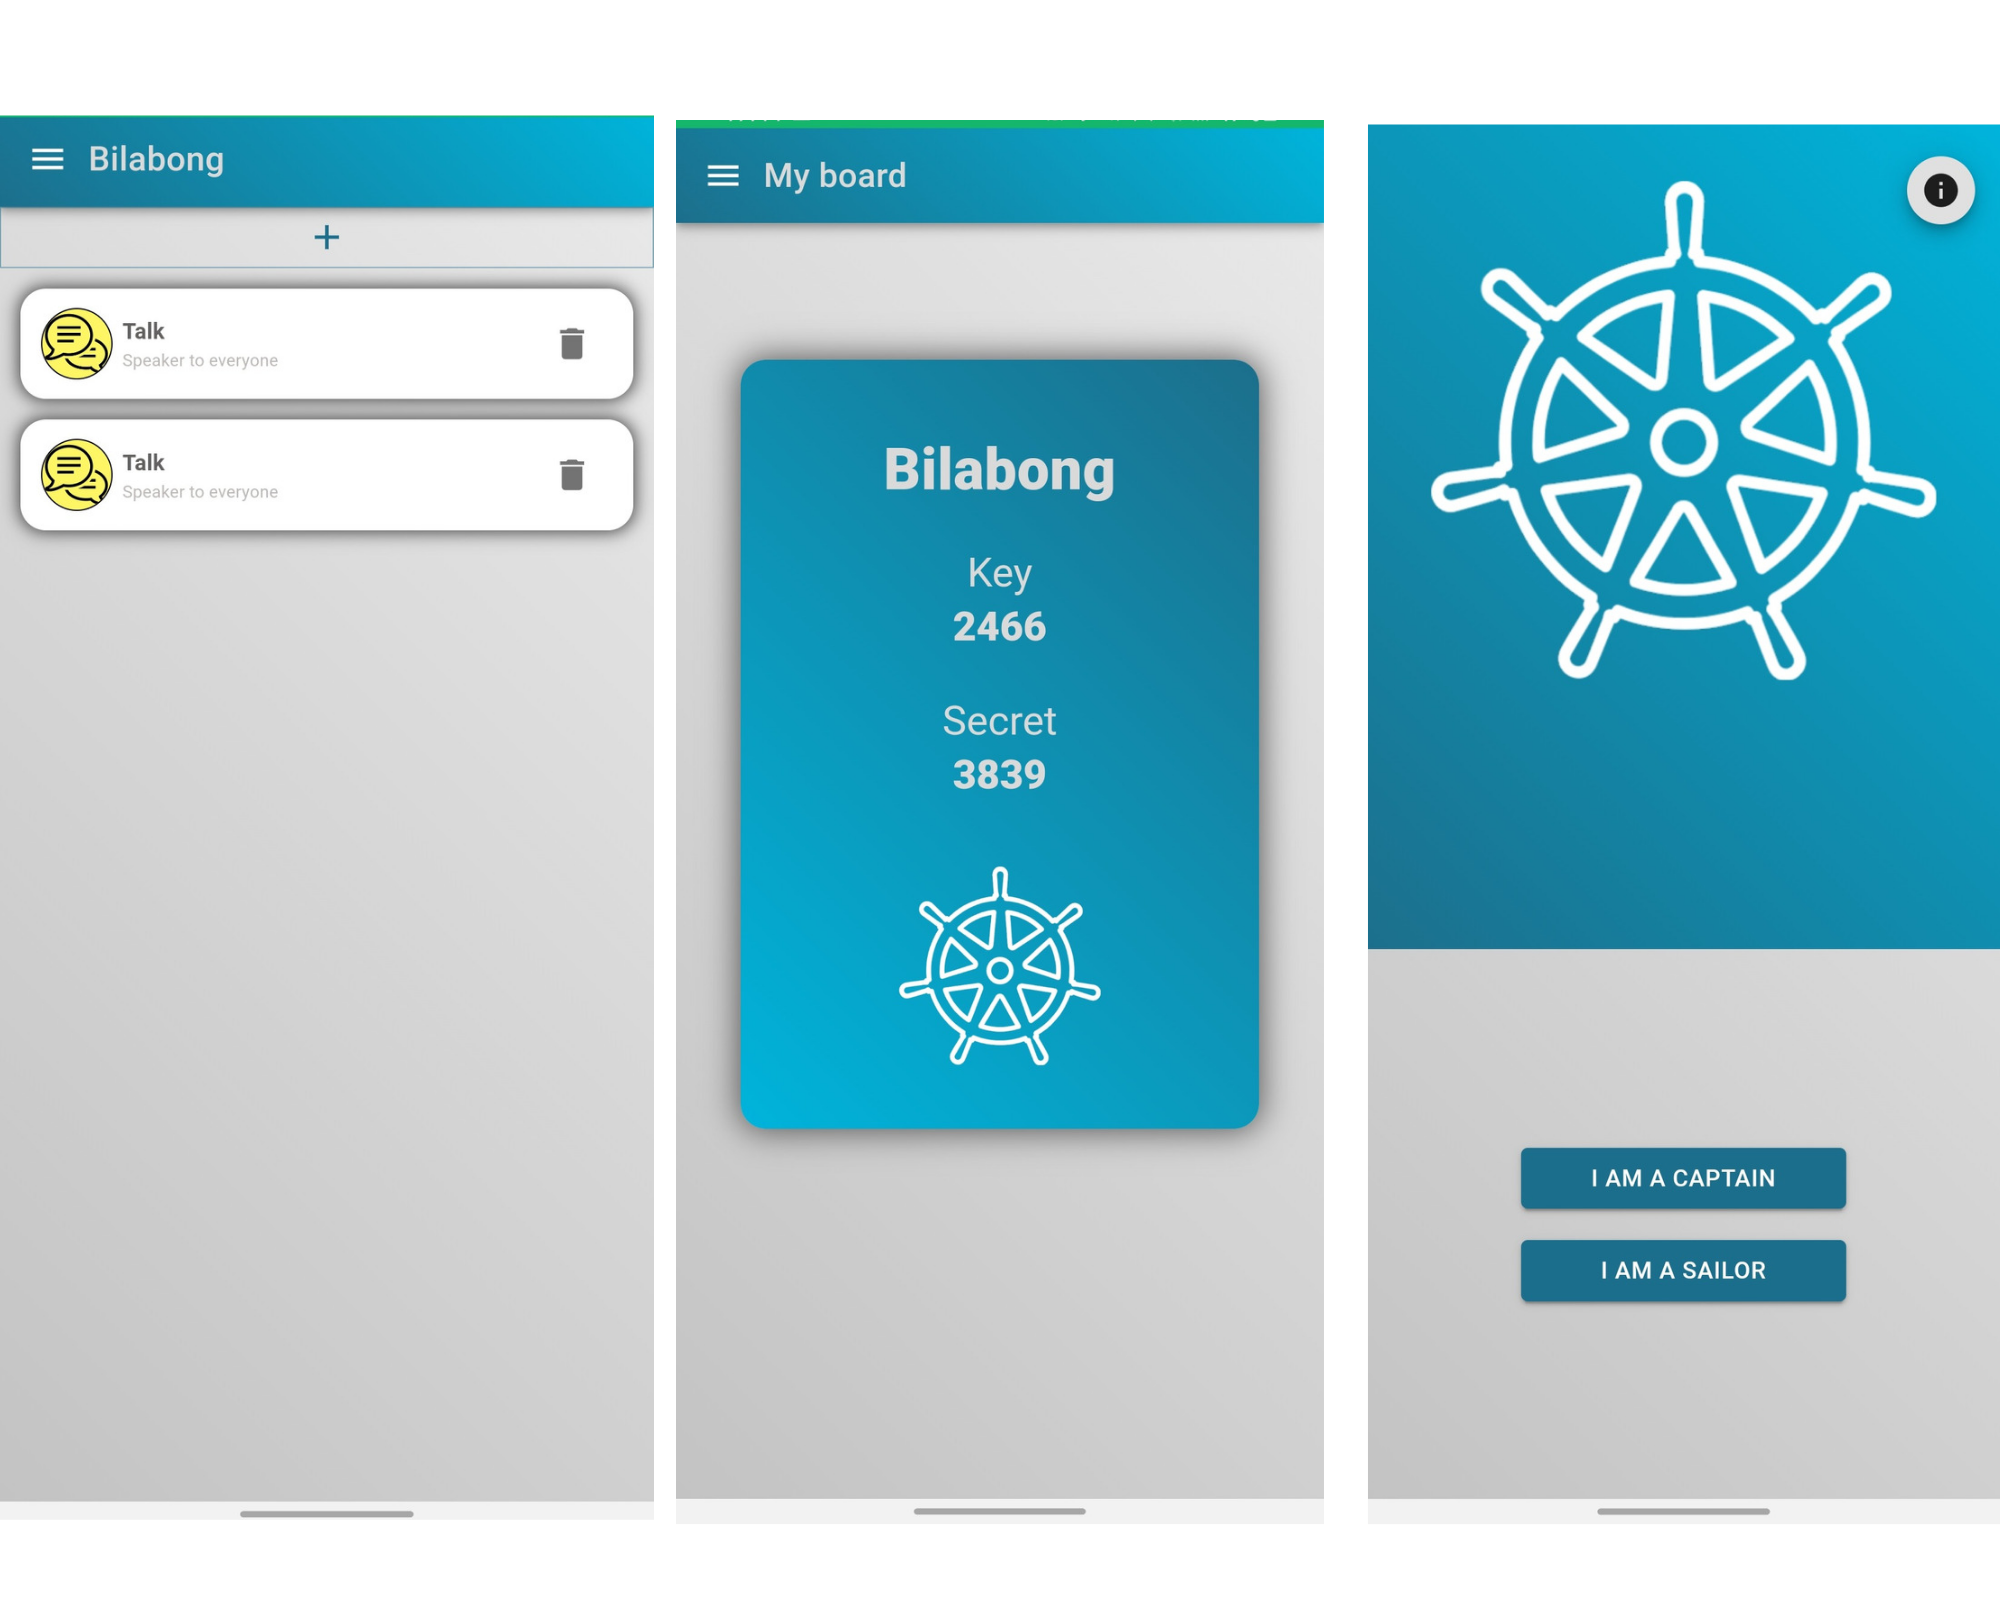 Bilabong
Talk
Speaker to everyone
Talk
Speaker to everyone
My board
Bilabong
Key
2466
Secret
3839
I AM A CAPTAIN
I AM A SAILOR